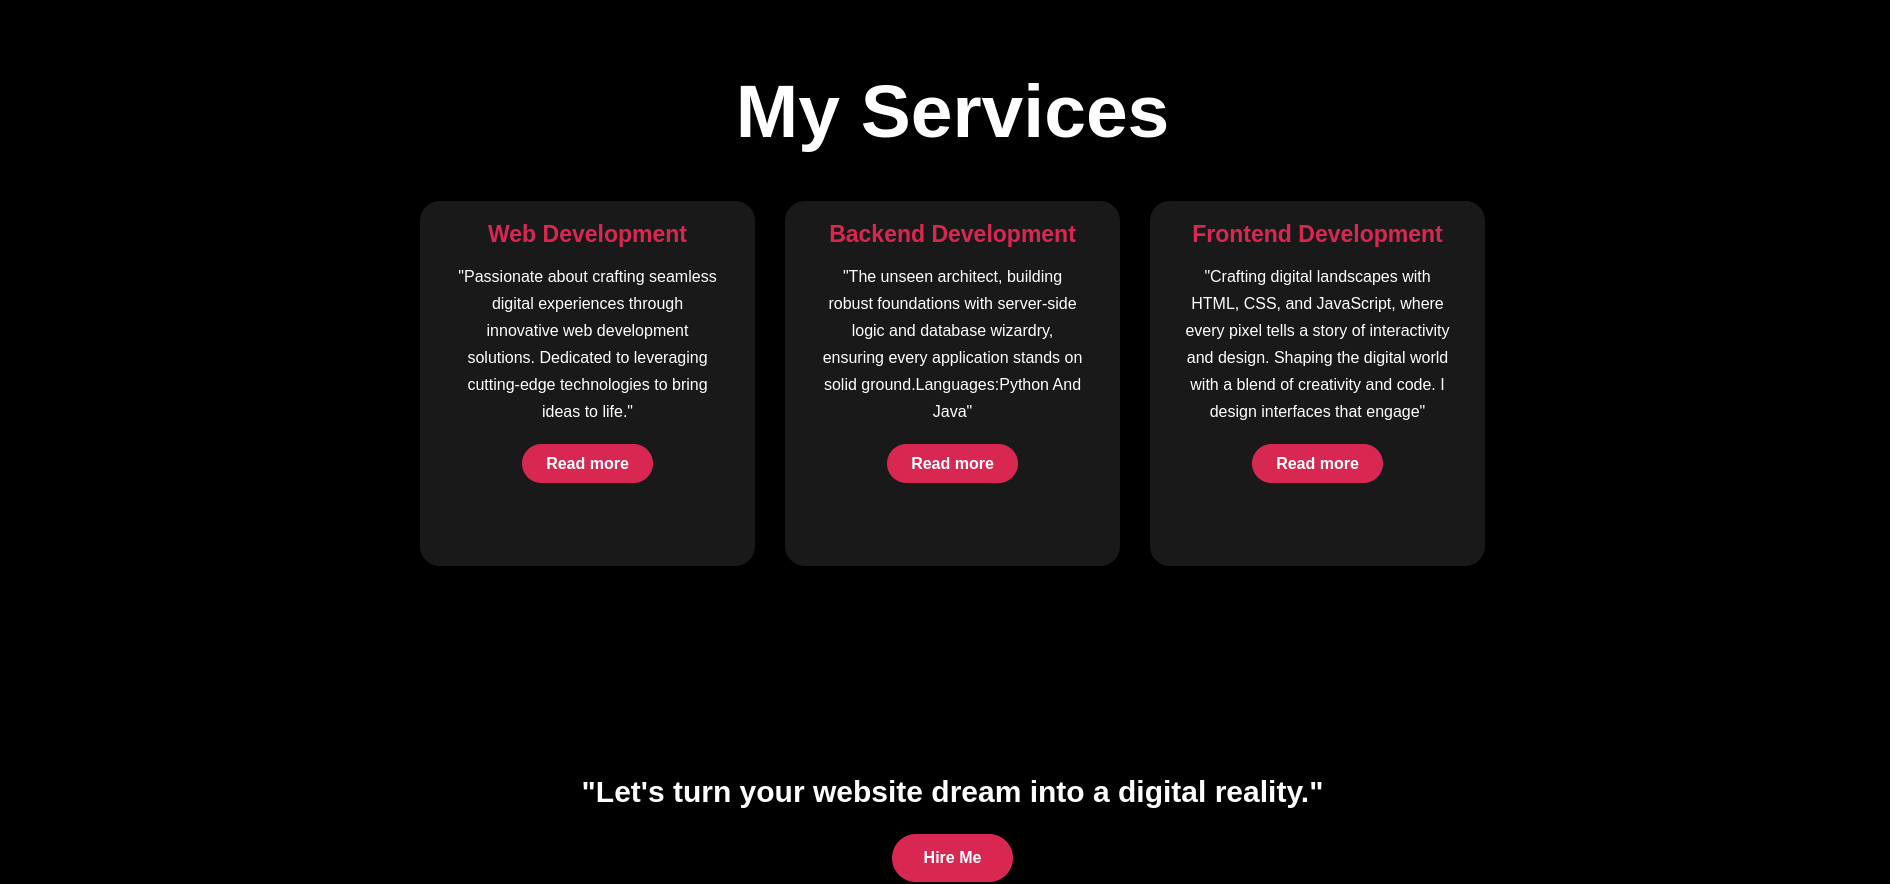 My Services
Web Development
"Passionate about crafting seamless
digital experiences through
innovative web development
solutions. Dedicated to leveraging
cutting-edge technologies to bring
ideas to life."
Read more
Backend Development
"The unseen architect, building
robust foundations with server-side
logic and database wizardry,
ensuring every application stands on
solid ground.Languages:Python And
Java"
Read more
Frontend Development
"Crafting digital landscapes with
HTML, CSS, and JavaScript, where
every pixel tells a story of interactivity
and design. Shaping the digital world
with a blend of creativity and code. I
design interfaces that engage"
Read more
"Let's turn your website dream into a digital reality."
Hire Me